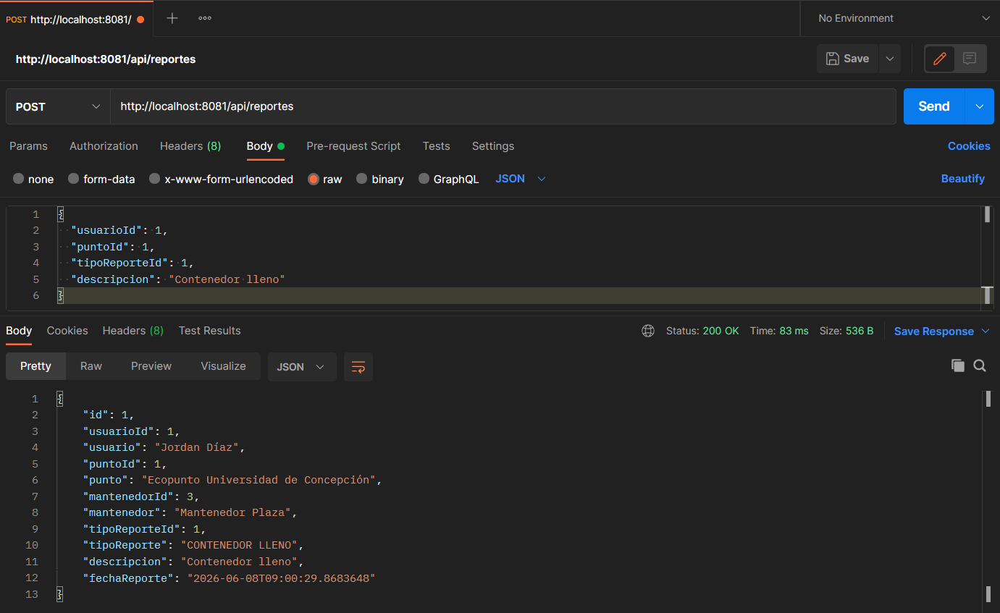 POST http://localhost:8081/
No Environment
http://localhost:8081/api/reportes
Save
POST
http://localhost:8081/api/reportes
Send
Params Authorization Headers (8) Body Pre-request Script Tests Settings Cookies
none form-data x-www-form-urlencoded raw binary GraphQL JSON Beautify
1 {
2 "usuarioId": 1,
3 "puntoId": 1,
4 "tipoReporteId": 1,
5 "descripcion": "Contenedor lleno"
6 }
Body Cookies Headers (8) Test Results Status: 200 OK Time: 83 ms Size: 536 B Save Response
Pretty Raw Preview Visualize JSON
1 {
2 "id": 1,
3 "usuarioId": 1,
4 "usuario": "Jordan Díaz",
5 "puntoId": 1,
6 "punto": "Ecopunto Universidad de Concepción",
7 "mantenedorId": 3,
8 "mantenedor": "Mantenedor Plaza",
9 "tipoReporteId": 1,
10 "tipoReporte": "CONTENEDOR LLENO",
11 "descripcion": "Contenedor lleno",
12 "fechaReporte": "2026-06-08T09:00:29.8683648"
13 }